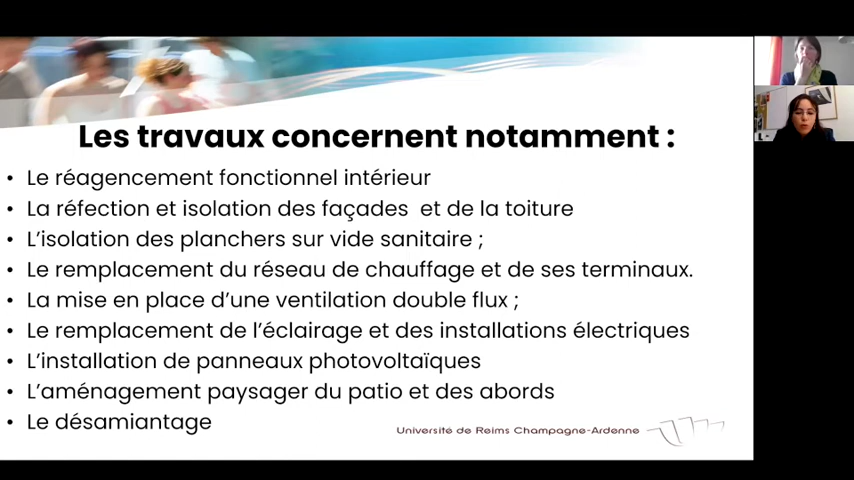 Les travaux concernent notamment :
• Le réagencement fonctionnel intérieur
• La réfection et isolation des façades et de la toiture
• L'isolation des planchers sur vide sanitaire ;
• Le remplacement du réseau de chauffage et de ses terminaux.
• La mise en place d'une ventilation double flux ;
• Le remplacement de l'éclairage et des installations électriques
• L'installation de panneaux photovoltaïques
• L'aménagement paysager du patio et des abords
• Le désamiantage
Université de Reims Champagne-Ardenne